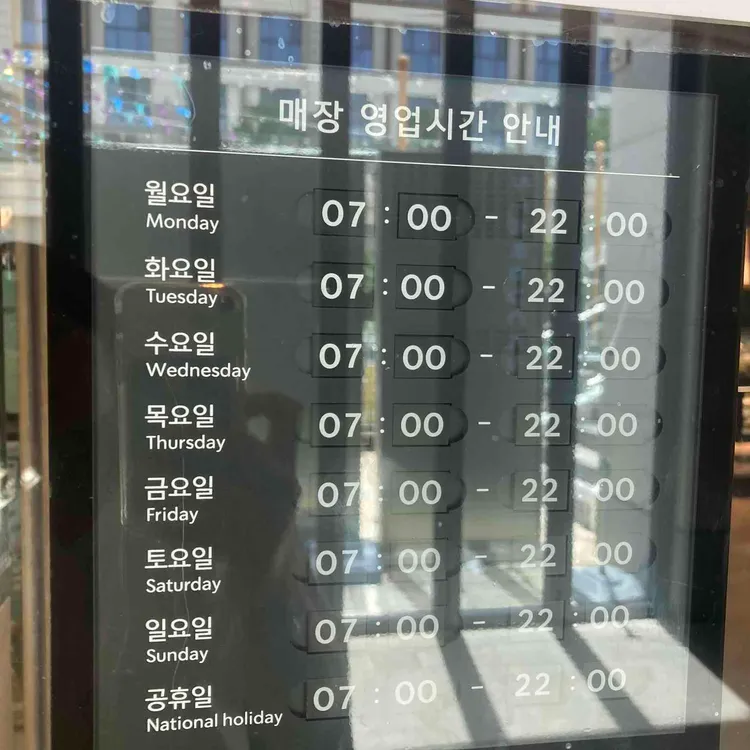 매장 영업시간 안내
월요일 07 : 00 - 22 : 00
Monday
화요일 07 : 00 - 22 : 00
Tuesday
수요일 07 : 00 - 22 : 00
Wednesday
목요일 07 : 00 - 22 : 00
Thursday
금요일 07 : 00 - 22 : 00
Friday
토요일 07 : 00 - 22 : 00
Saturday
일요일 07 : 00 - 22 : 00
Sunday
공휴일 07 : 00 - 22 : 00
National holiday